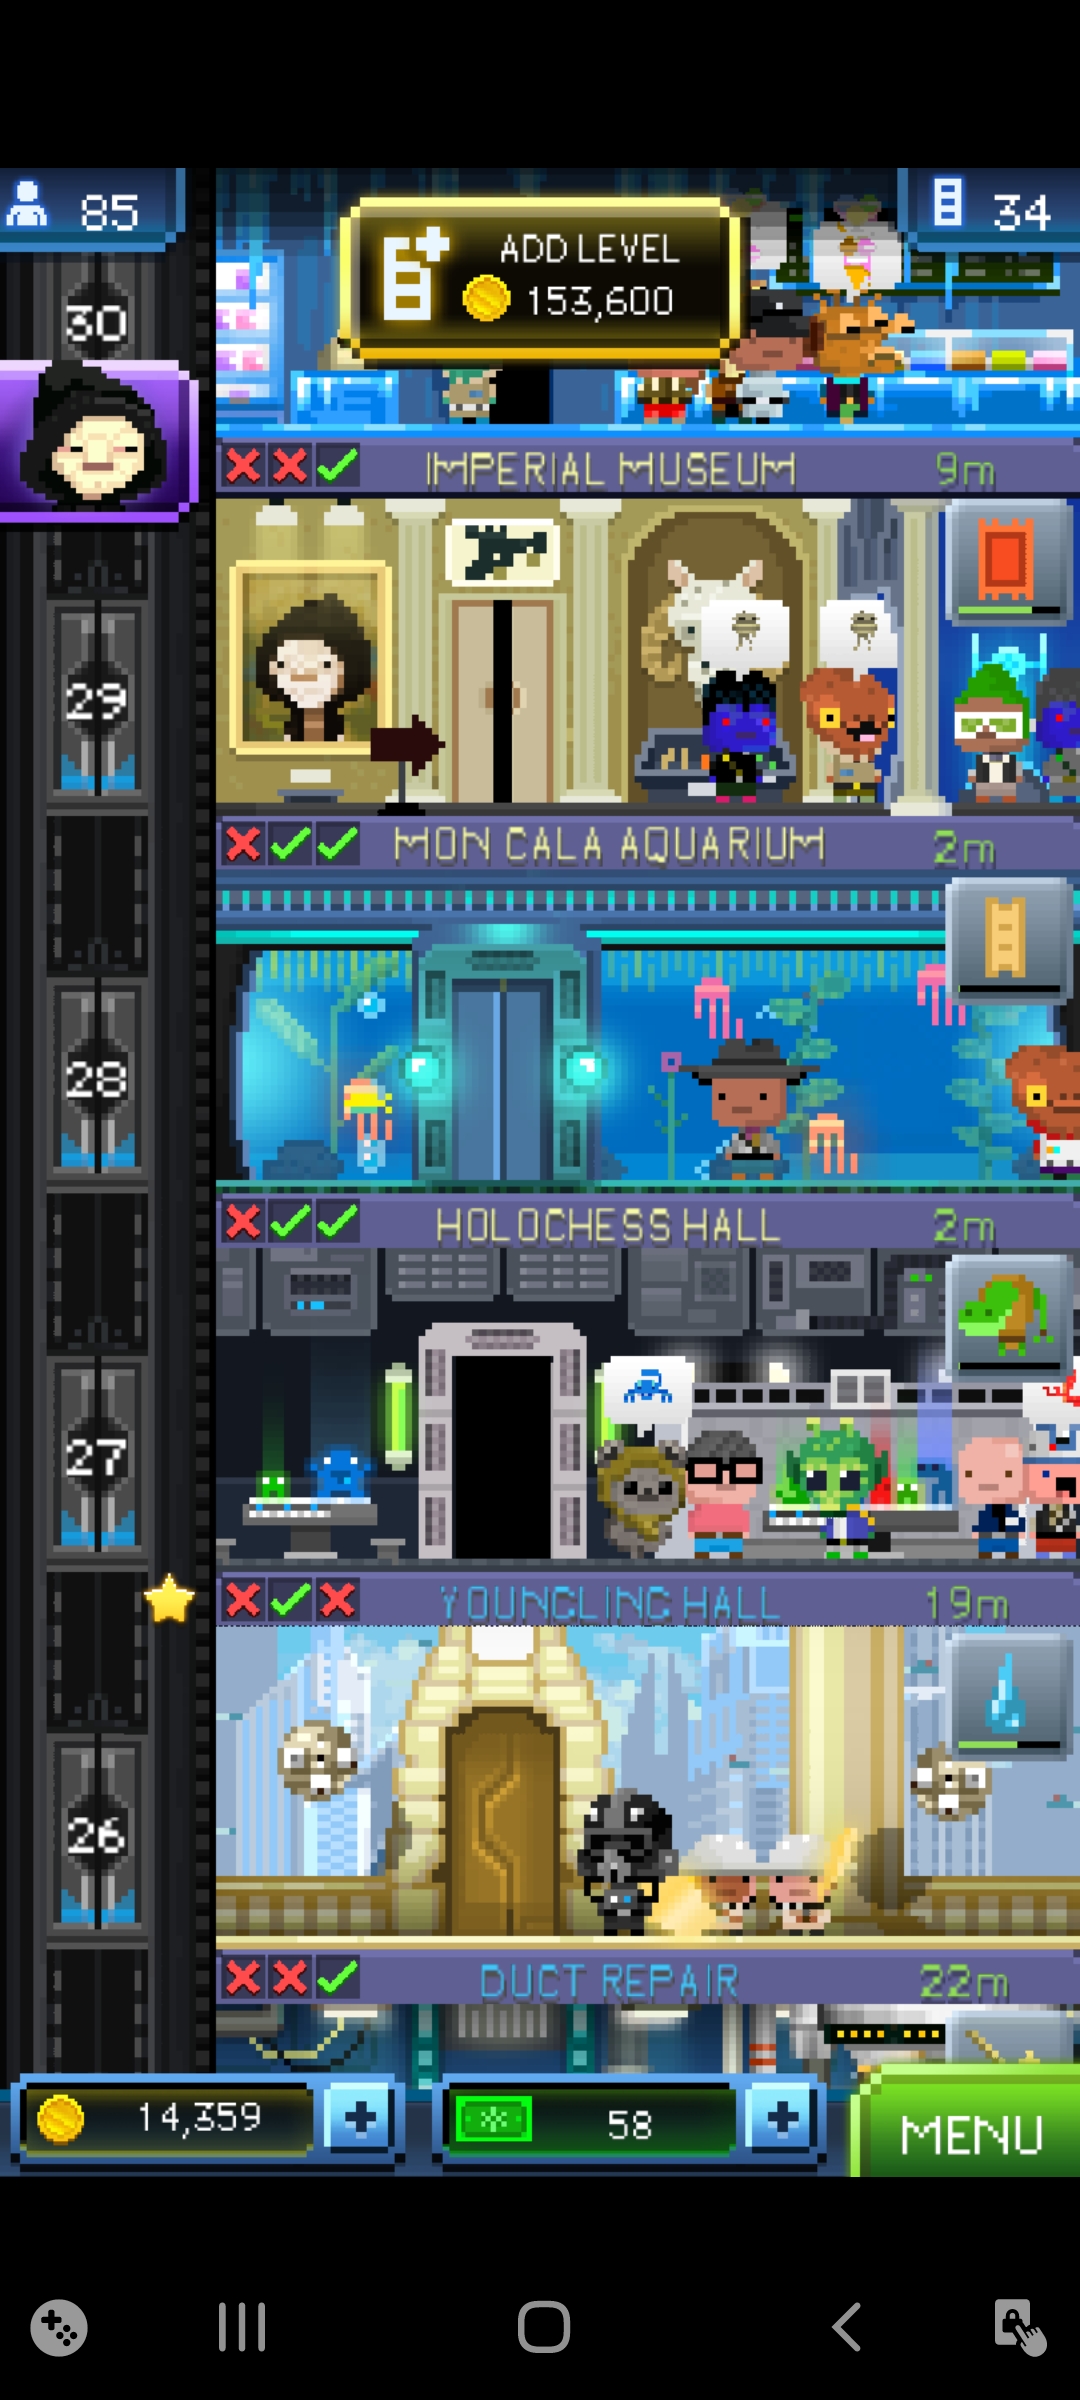 85
ADD LEVEL
153,600
34
30
IMPERIAL MUSEUM 9m
29
MON CALA AQUARIUM 2m
28
HOLOCHESS HALL 2m
27
YOUNGLING HALL 19m
26
DUCT REPAIR 22m
14,359
58
MENU